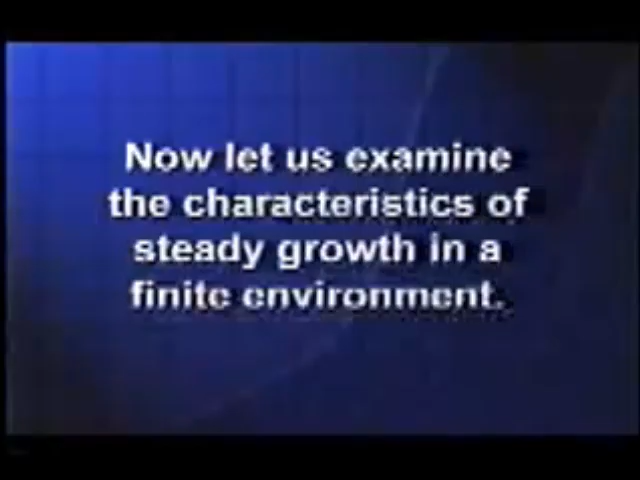 Now let us examine
the characteristics of
steady growth in a
finite environment.